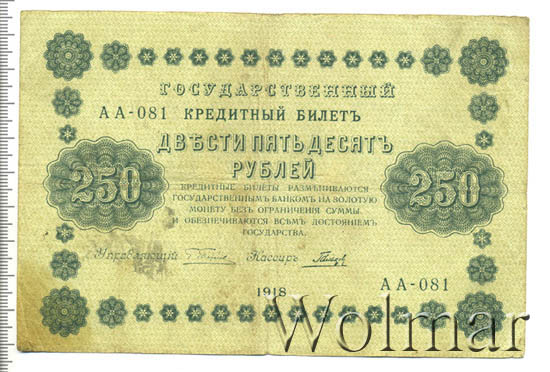 ГОСУДАРСТВЕННЫЙ
АА-081 КРЕДИТНЫЙ БИЛЕТЪ
ДВѢСТИ ПЯТЬДЕСЯТЪ
РУБЛЕЙ
250 250
КРЕДИТНЫЕ БИЛЕТЫ РАЗМѢНИВАЮТСЯ
ГОСУДАРСТВЕННЫМЪ БАНКОМЪ НА ЗОЛОТУЮ
МОНЕТУ БЕЗЪ ОГРАНИЧЕНІЯ СУММЫ
И ОБЕЗПЕЧИВАЮТСЯ ВСѢМЪ ДОСТОЯНІЕМЪ
ГОСУДАРСТВА.
Управляющій Кассиръ
1918
АА-081
Wolmar